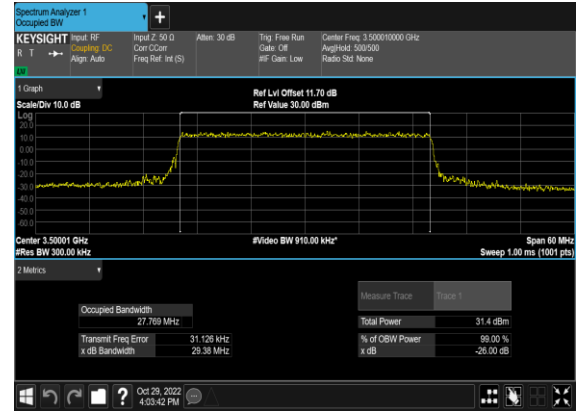 Spectrum Analyzer 1
Occupied BW
KEYSIGHT Input: RF Input Z: 50 Ω Atten: 30 dB Trig: Free Run Center Freq: 3.500010000 GHz
R T Coupling: DC Corr CCorr Gate: Off Avg|Hold: 500/500
Align: Auto Freq Ref: Int (S) #IF Gain: Low Radio Std: None
LV
1 Graph
Ref Lvl Offset 11.70 dB
Scale/Div 10.0 dB Ref Value 30.00 dBm
Log
20.0
10.0
0.00
-10.0
-20.0
-30.0
-40.0
-50.0
-60.0
Center 3.50001 GHz #Video BW 910.00 kHz* Span 60 MHz
#Res BW 300.00 kHz Sweep 1.00 ms (1001 pts)
2 Metrics
Measure Trace Trace 1
Occupied Bandwidth
27.769 MHz Total Power 31.4 dBm
Transmit Freq Error 31.126 kHz % of OBW Power 99.00 %
x dB Bandwidth 29.38 MHz x dB -26.00 dB
? Oct 29, 2022
4:03:42 PM